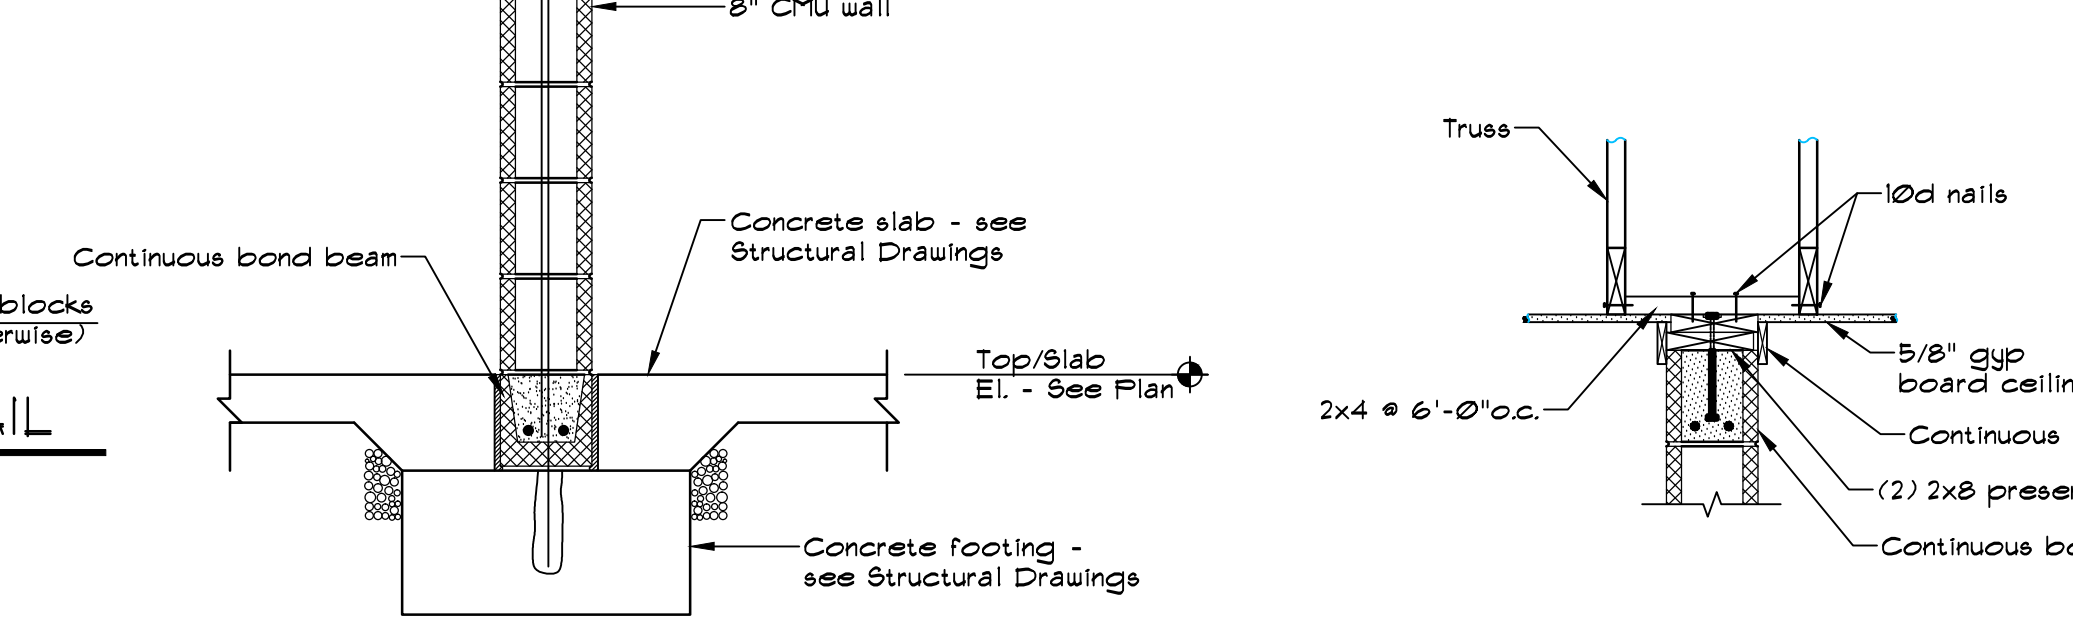 8" CMU wall
Truss
10d nails
Concrete slab - see
Structural Drawings
Continuous bond beam
blocks
erwise)
Top/Slab
El. - See Plan
5/8" gyp
board ceilin
2x4 @ 6'-0"o.c.
Continuous
(2) 2x8 preser
Continuous bo
Concrete footing -
see Structural Drawings